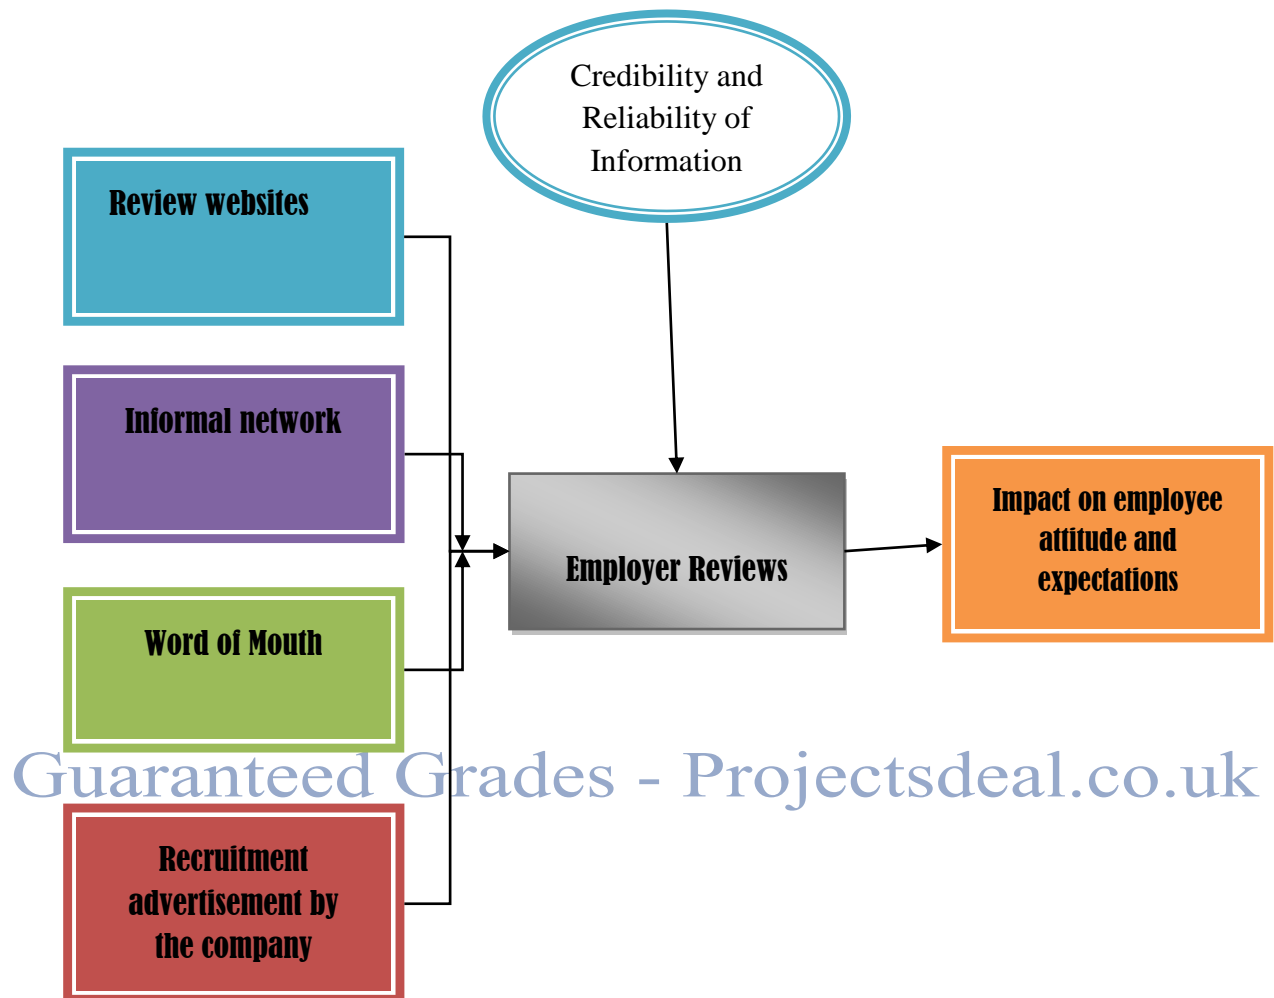 Credibility and
Reliability of
Information
Review websites
Informal network
Word of Mouth
Recruitment
advertisement by
the company
Employer Reviews
Impact on employee
attitude and
expectations
Guaranteed Grades - Projectsdeal.co.uk